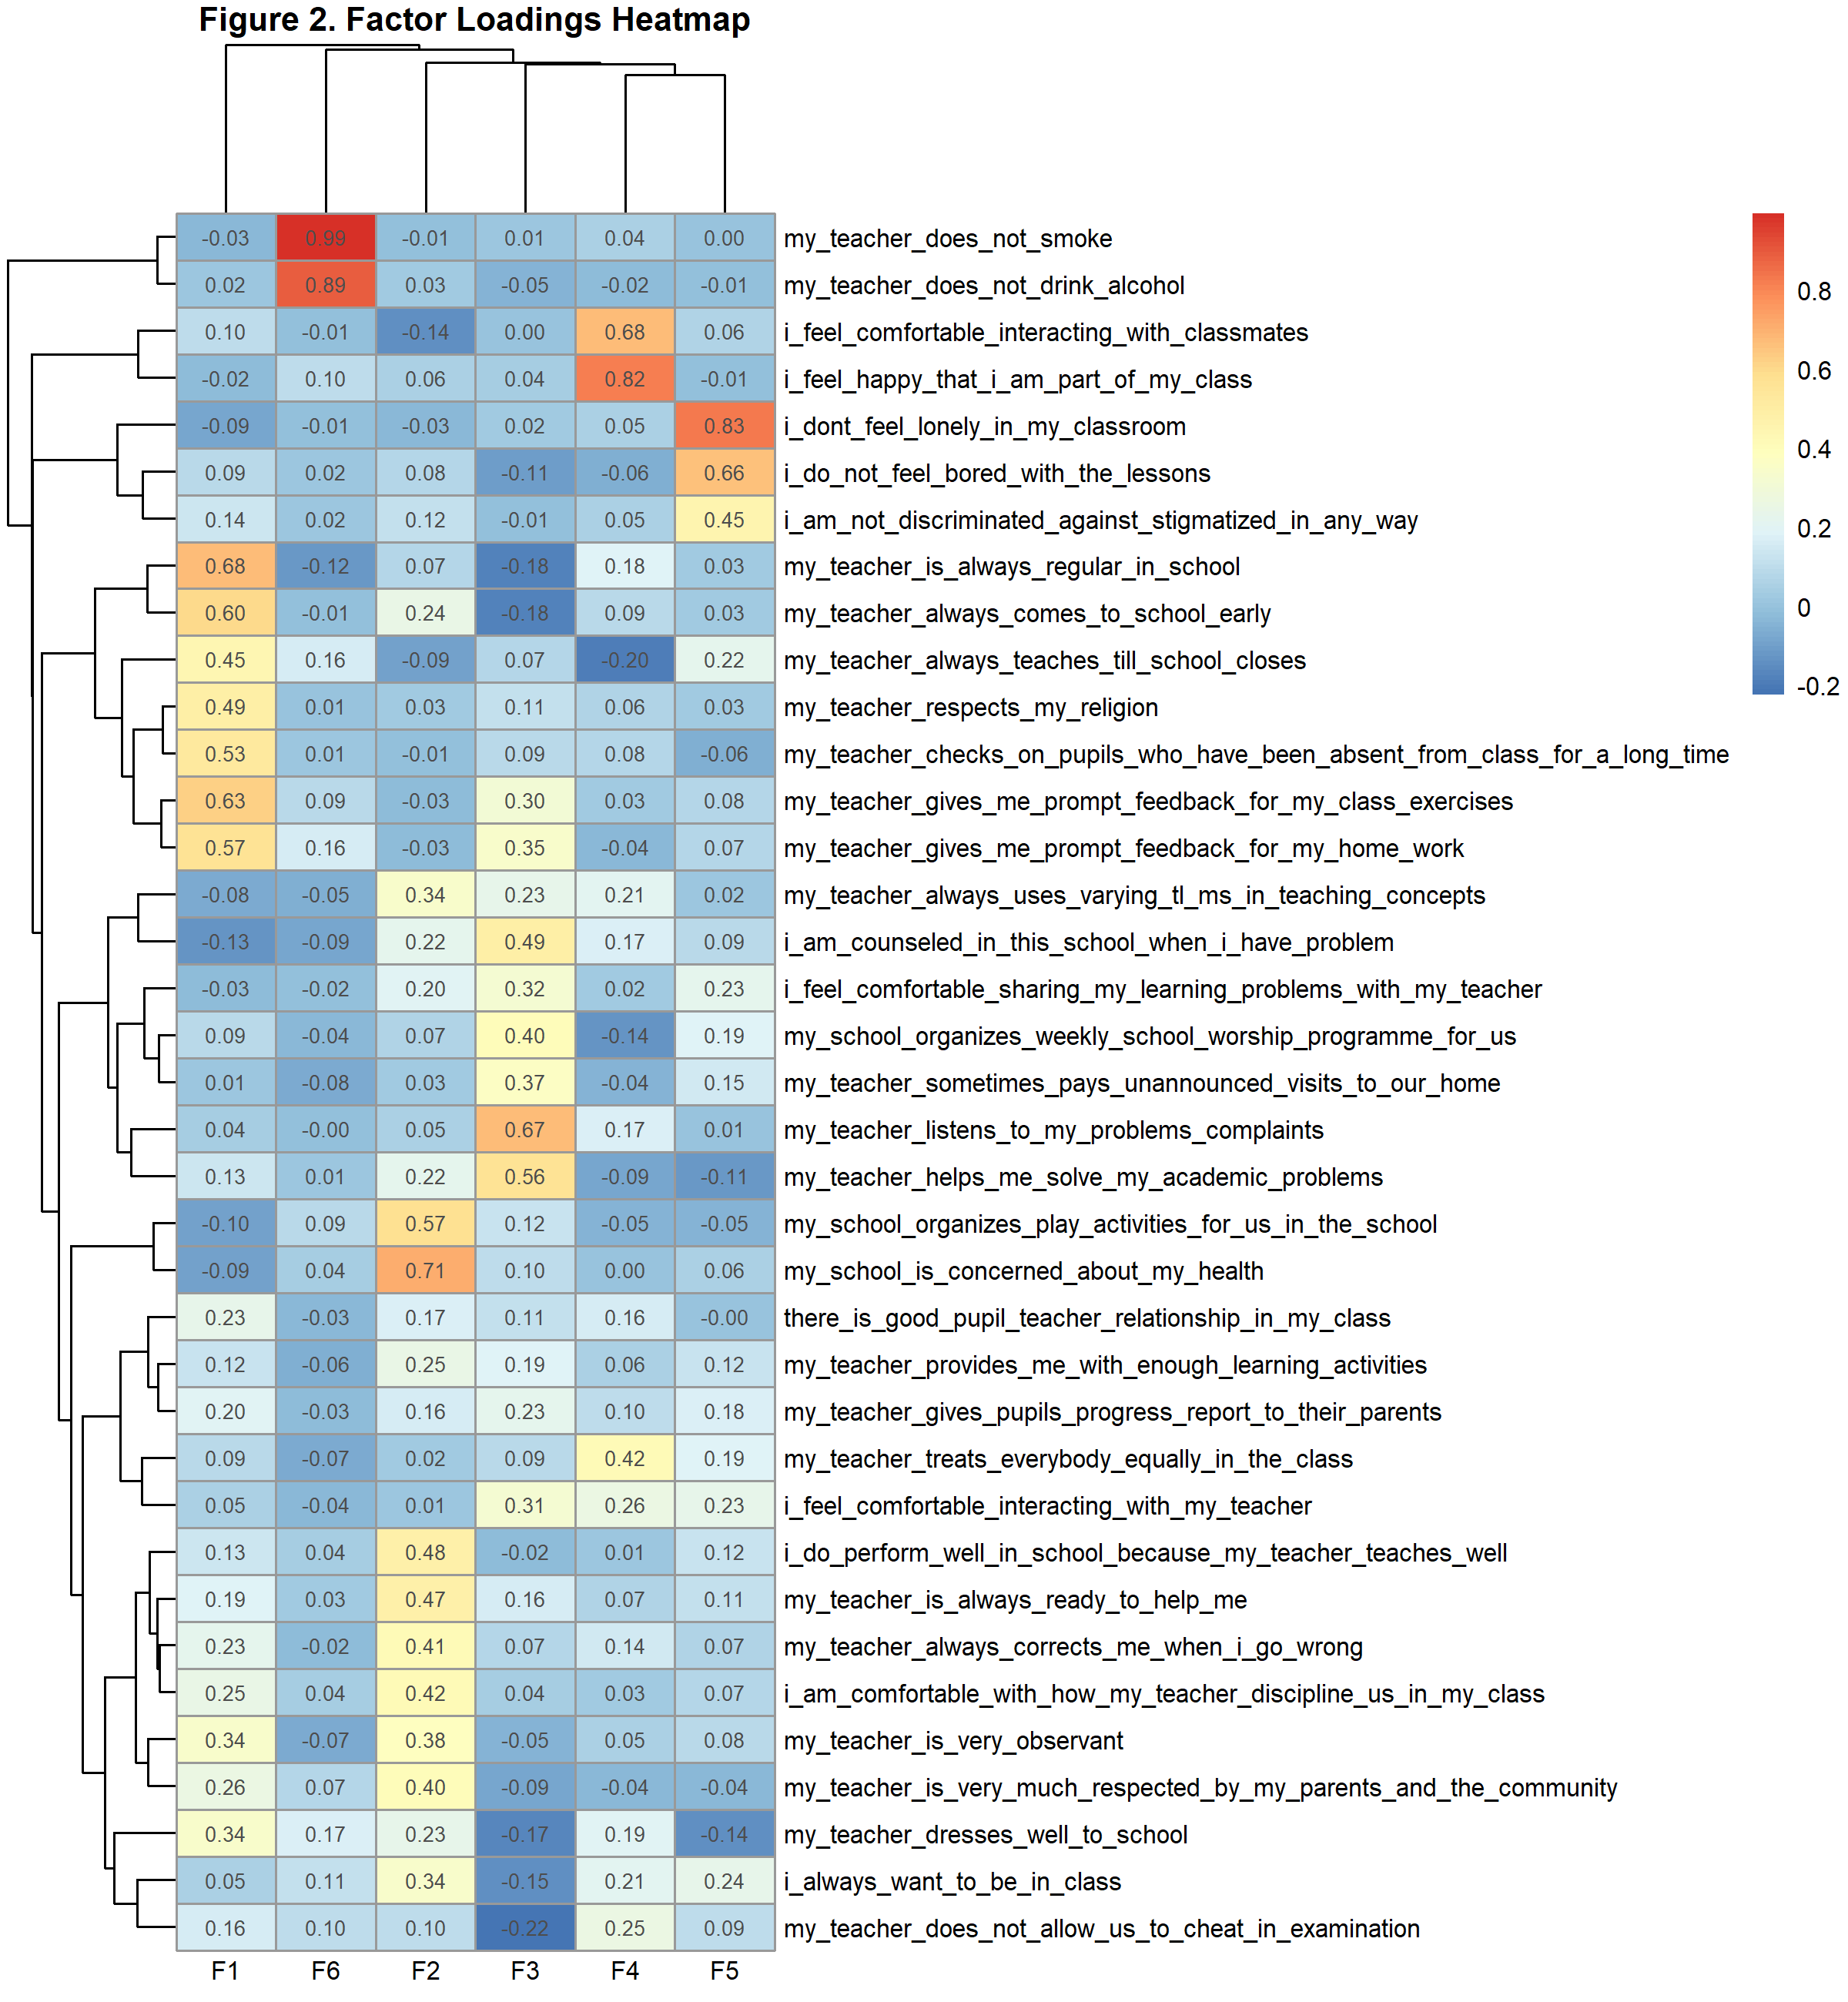 Figure 2. Factor Loadings Heatmap
-0.03 0.99 -0.01 0.01 0.04 0.00 my_teacher_does_not_smoke
0.02 0.89 0.03 -0.05 -0.02 -0.01 my_teacher_does_not_drink_alcohol
0.10 -0.01 -0.14 0.00 0.68 0.06 i_feel_comfortable_interacting_with_classmates
-0.02 0.10 0.06 0.04 0.82 -0.01 i_feel_happy_that_i_am_part_of_my_class
-0.09 -0.01 -0.03 0.02 0.05 0.83 i_dont_feel_lonely_in_my_classroom
0.09 0.02 0.08 -0.11 -0.06 0.66 i_do_not_feel_bored_with_the_lessons
0.14 0.02 0.12 -0.01 0.05 0.45 i_am_not_discriminated_against_stigmatized_in_any_way
0.68 -0.12 0.07 -0.18 0.18 0.03 my_teacher_is_always_regular_in_school
0.60 -0.01 0.24 -0.18 0.09 0.03 my_teacher_always_comes_to_school_early
0.45 0.16 -0.09 0.07 -0.20 0.22 my_teacher_always_teaches_till_school_closes
0.49 0.01 0.03 0.11 0.06 0.03 my_teacher_respects_my_religion
0.53 0.01 -0.01 0.09 0.08 -0.06 my_teacher_checks_on_pupils_who_have_been_absent_from_class_for_a_long_time
0.63 0.09 -0.03 0.30 0.03 0.08 my_teacher_gives_me_prompt_feedback_for_my_class_exercises
0.57 0.16 -0.03 0.35 -0.04 0.07 my_teacher_gives_me_prompt_feedback_for_my_home_work
-0.08 -0.05 0.34 0.23 0.21 0.02 my_teacher_always_uses_varying_tl_ms_in_teaching_concepts
-0.13 -0.09 0.22 0.49 0.17 0.09 i_am_counseled_in_this_school_when_i_have_problem
-0.03 -0.02 0.20 0.32 0.02 0.23 i_feel_comfortable_sharing_my_learning_problems_with_my_teacher
0.09 -0.04 0.07 0.40 -0.14 0.19 my_school_organizes_weekly_school_worship_programme_for_us
0.01 -0.08 0.03 0.37 -0.04 0.15 my_teacher_sometimes_pays_unannounced_visits_to_our_home
0.04 -0.00 0.05 0.67 0.17 0.01 my_teacher_listens_to_my_problems_complaints
0.13 0.01 0.22 0.56 -0.09 -0.11 my_teacher_helps_me_solve_my_academic_problems
-0.10 0.09 0.57 0.12 -0.05 -0.05 my_school_organizes_play_activities_for_us_in_the_school
-0.09 0.04 0.71 0.10 0.00 0.06 my_school_is_concerned_about_my_health
0.23 -0.03 0.17 0.11 0.16 -0.00 there_is_good_pupil_teacher_relationship_in_my_class
0.12 -0.06 0.25 0.19 0.06 0.12 my_teacher_provides_me_with_enough_learning_activities
0.20 -0.03 0.16 0.23 0.10 0.18 my_teacher_gives_pupils_progress_report_to_their_parents
0.09 -0.07 0.02 0.09 0.42 0.19 my_teacher_treats_everybody_equally_in_the_class
0.05 -0.04 0.01 0.31 0.26 0.23 i_feel_comfortable_interacting_with_my_teacher
0.13 0.04 0.48 -0.02 0.01 0.12 i_do_perform_well_in_school_because_my_teacher_teaches_well
0.19 0.03 0.47 0.16 0.07 0.11 my_teacher_is_always_ready_to_help_me
0.23 -0.02 0.41 0.07 0.14 0.07 my_teacher_always_corrects_me_when_i_go_wrong
0.25 0.04 0.42 0.04 0.03 0.07 i_am_comfortable_with_how_my_teacher_discipline_us_in_my_class
0.34 -0.07 0.38 -0.05 0.05 0.08 my_teacher_is_very_observant
0.26 0.07 0.40 -0.09 -0.04 -0.04 my_teacher_is_very_much_respected_by_my_parents_and_the_community
0.34 0.17 0.23 -0.17 0.19 -0.14 my_teacher_dresses_well_to_school
0.05 0.11 0.34 -0.15 0.21 0.24 i_always_want_to_be_in_class
0.16 0.10 0.10 -0.22 0.25 0.09 my_teacher_does_not_allow_us_to_cheat_in_examination
F1 F6 F2 F3 F4 F5
0.8
0.6
0.4
0.2
0
-0.2